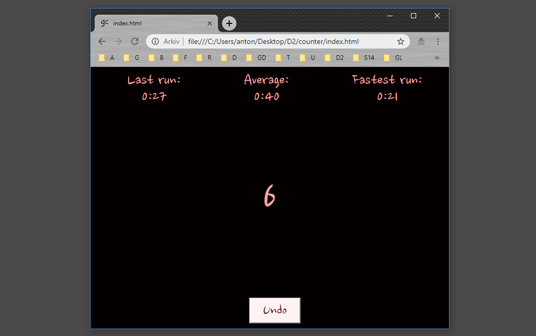 index.html
Arkiv file:///C:/Users/anton/Desktop/D2/counter/index.html
A G B F R D GD T U D2 S14 GL
Last run: Average: Fastest run:
0:27 0:40 0:21
6
Undo